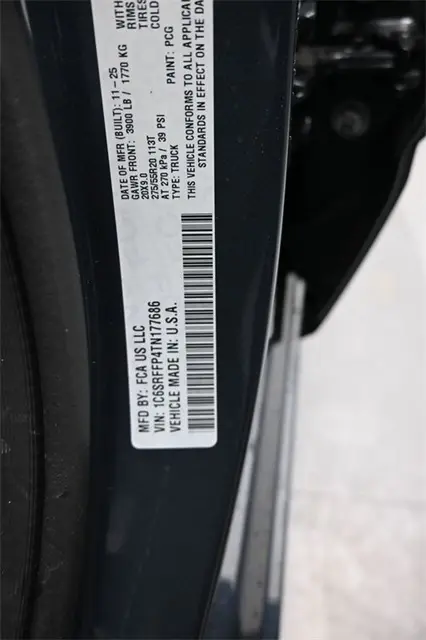 MFD BY: FCA US LLC
VIN: 1C6SRFFP4TN177686
VEHICLE MADE IN: U.S.A.
DATE OF MFR (BUILT): 11-25
GAWR FRONT: 3900 LB / 1770 KG
20X9.0
275/55R20 113T
AT 270 kPa / 39 PSI
TYPE: TRUCK
PAINT: PCG
THIS VEHICLE CONFORMS TO ALL APPLICA
STANDARDS IN EFFECT ON THE DA
WITH
RIMS
TIRES
COLD